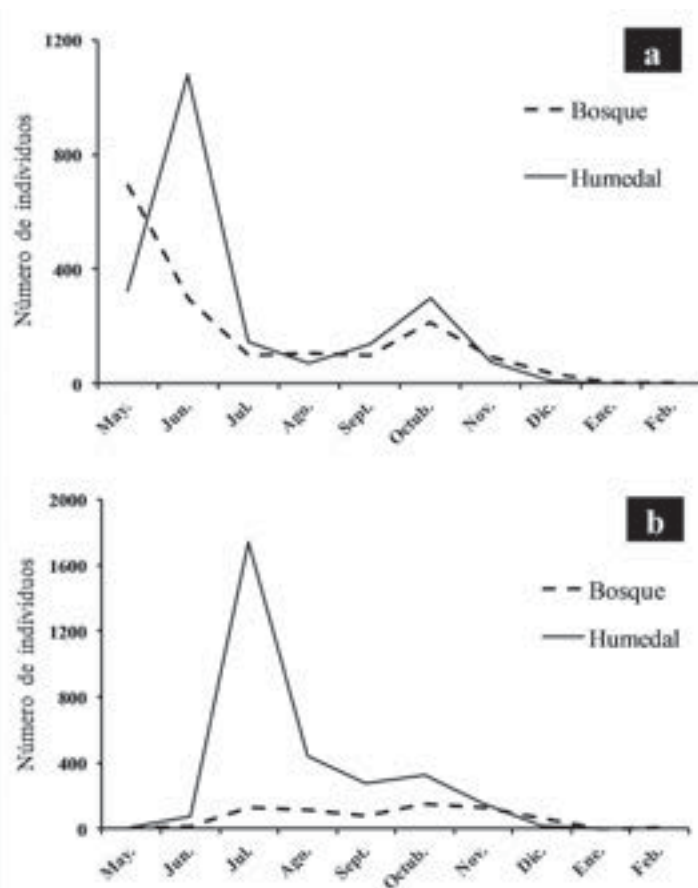 a
1200
800
400
0
Número de individuos
Bosque
Humedal
May. Jun. Jul. Ago. Sept. Octub. Nov. Dic. Ene. Feb.
b
2000
1600
1200
800
400
0
Número de individuos
Bosque
Humedal
May. Jun. Jul. Ago. Sept. Octub. Nov. Dic. Ene. Feb.